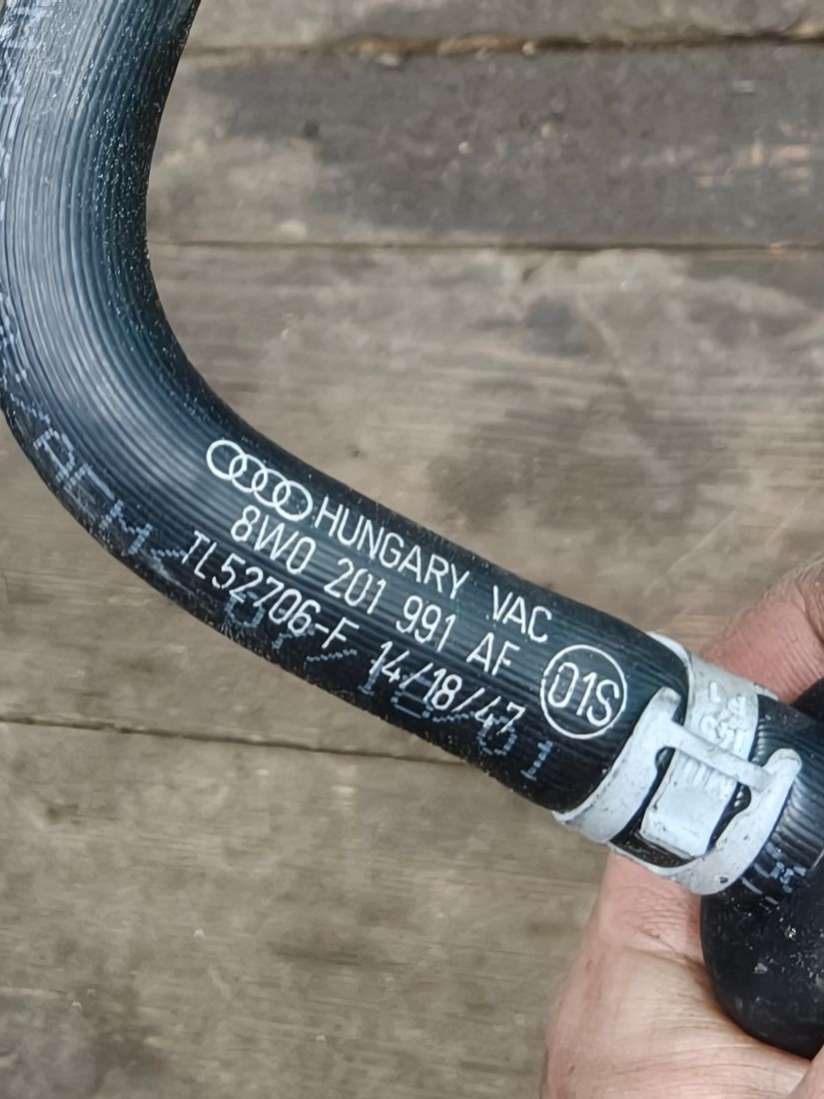 HUNGARY VAC
8W0 201 991 AF
TL52706-F 14/18/47
01S